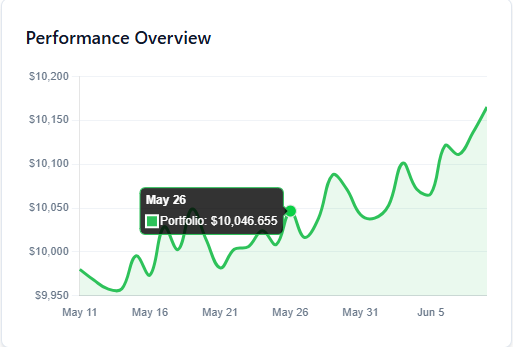 Performance Overview
$10,200
$10,150
$10,100
$10,050
$10,000
$9,950
May 26
Portfolio: $10,046.655
May 11 May 16 May 21 May 26 May 31 Jun 5